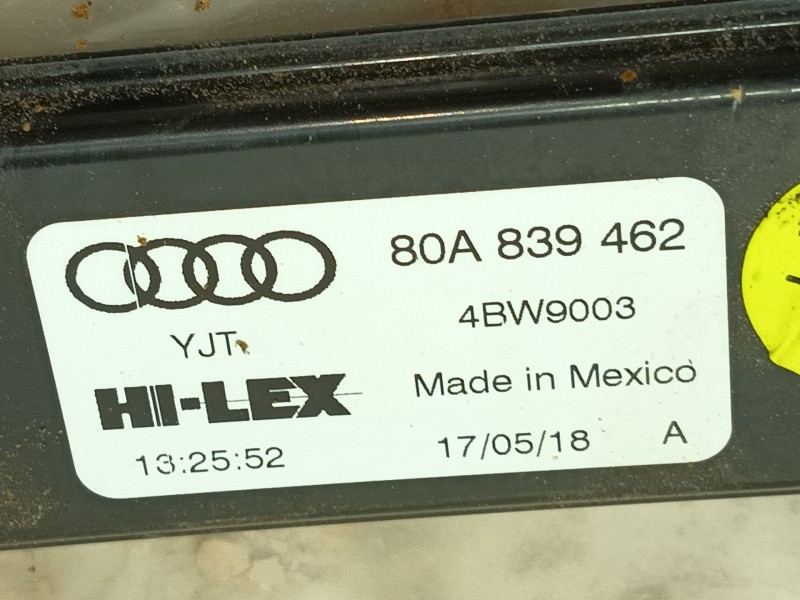 80A 839 462
4BW9003
YJT
HI-LEX
Made in Mexico
13:25:52
17/05/18
A